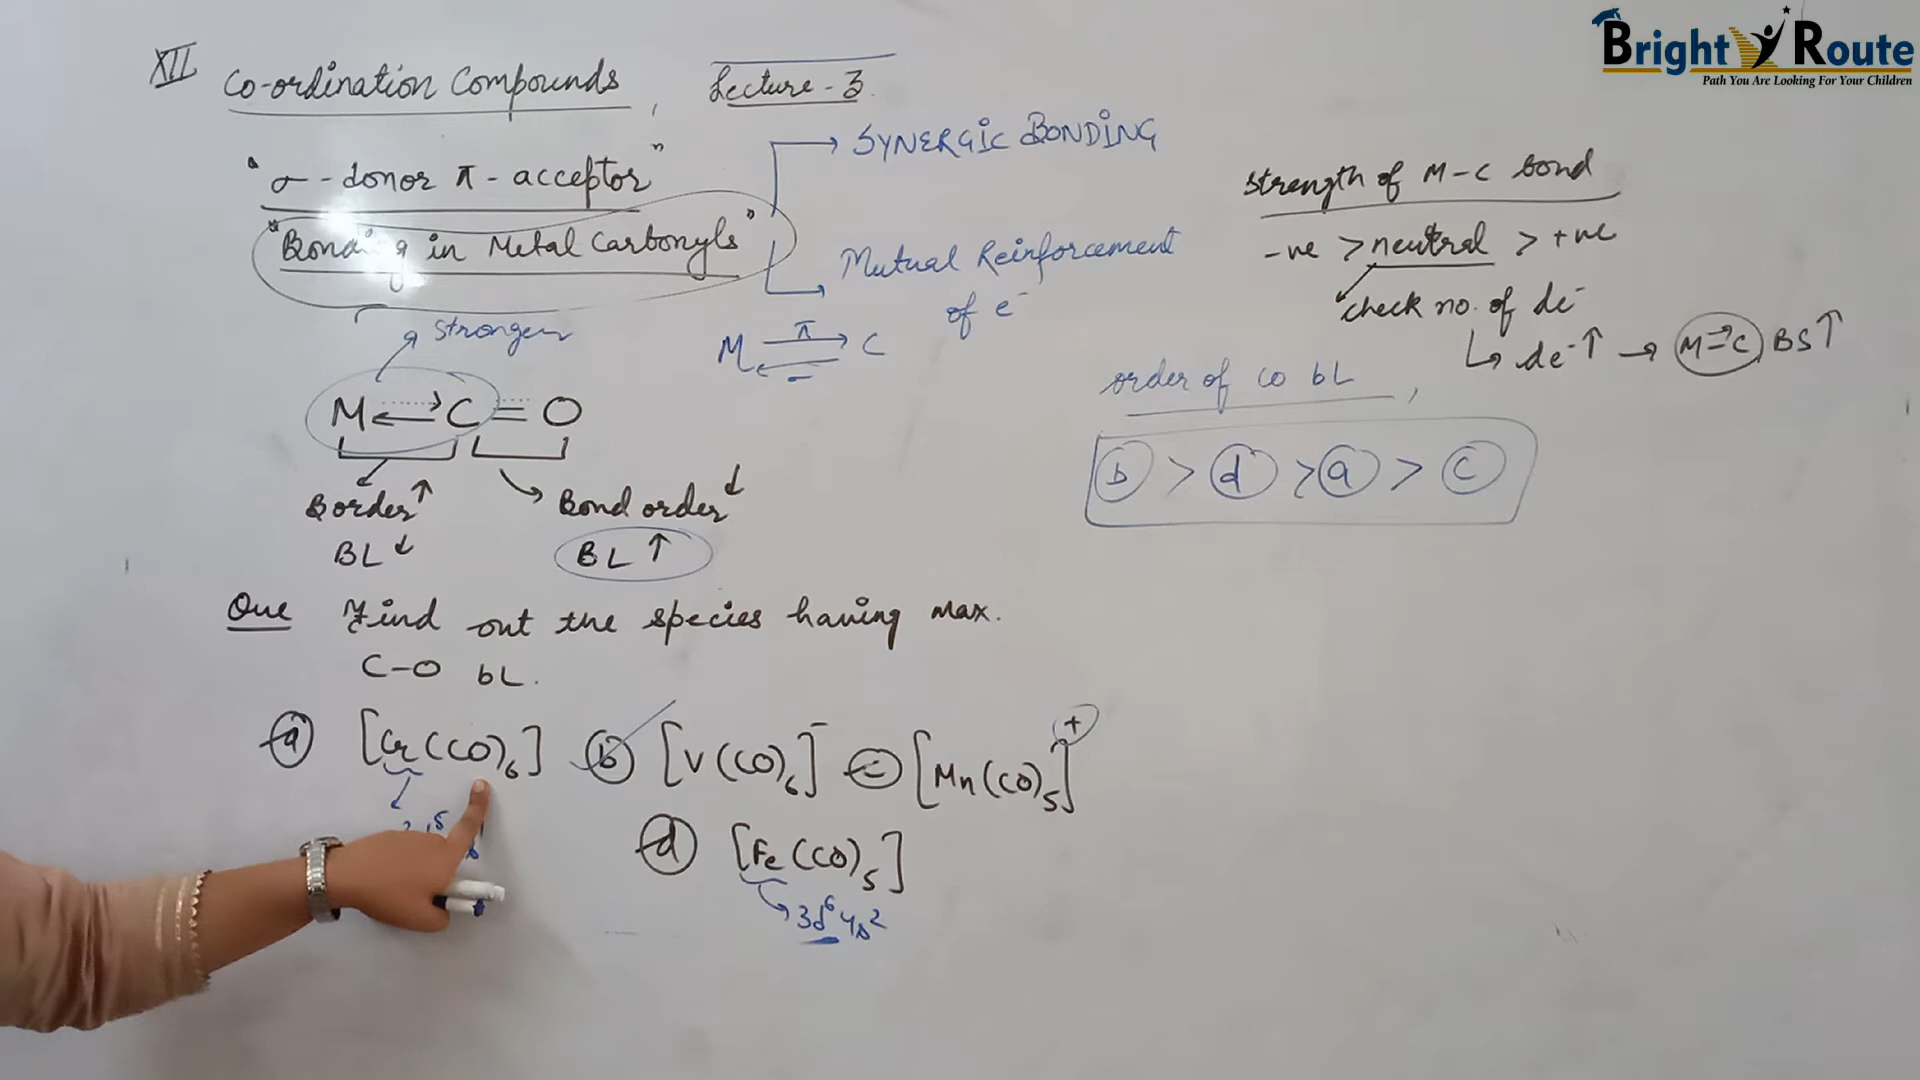 XII Co-ordination Compounds, Lecture - 3
"σ - donor π - acceptor"
"Bonding in Metal Carbonyls"
→ SYNERGIC BONDING
→ Mutual Reinforcement
of e⁻
M ⇌ C
π
stronger
M ⇌ C = O
B order ↑
BL ↓
Bond order ↓
BL ↑
Strength of M - C bond
-ve > neutral > +ve
check no. of de⁻
↳ de⁻ ↑ → M = C BS ↑
order of CO bL,
b > d > a > c
Que Find out the species having max.
C-O bL.
a [Cr(CO)₆] b [V(CO)₆]⁻ c [Mn(CO)₅]⁺
d [Fe(CO)₅]
→ 3d⁶ 4s²
Bright Route
Path You Are Looking For Your Children